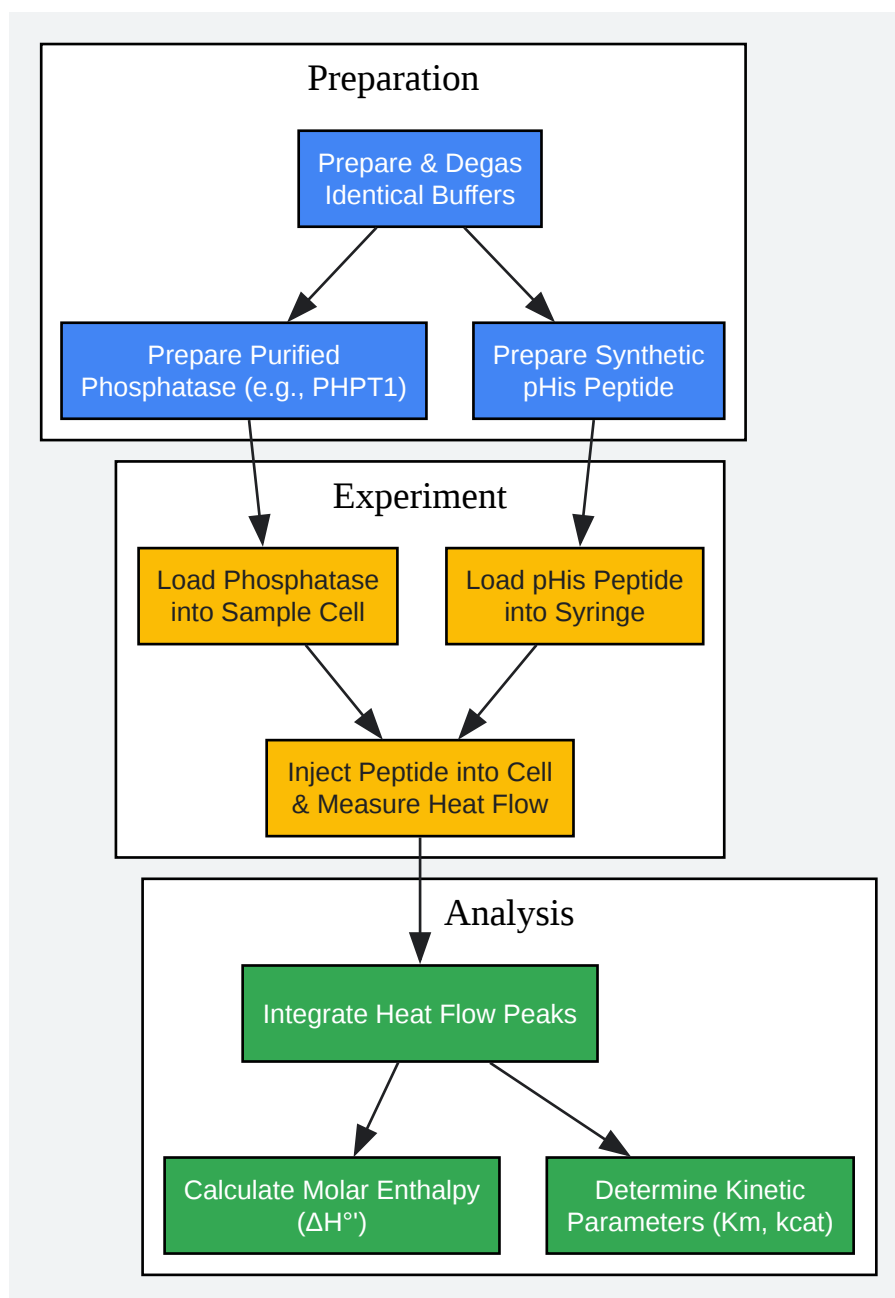 Preparation
Prepare & Degas
Identical Buffers
Prepare Purified
Phosphatase (e.g., PHPT1)
Prepare Synthetic
pHis Peptide
Experiment
Load Phosphatase
into Sample Cell
Load pHis Peptide
into Syringe
Inject Peptide into Cell
& Measure Heat Flow
Analysis
Integrate Heat Flow Peaks
Calculate Molar Enthalpy
(ΔH°')
Determine Kinetic
Parameters (Km, kcat)